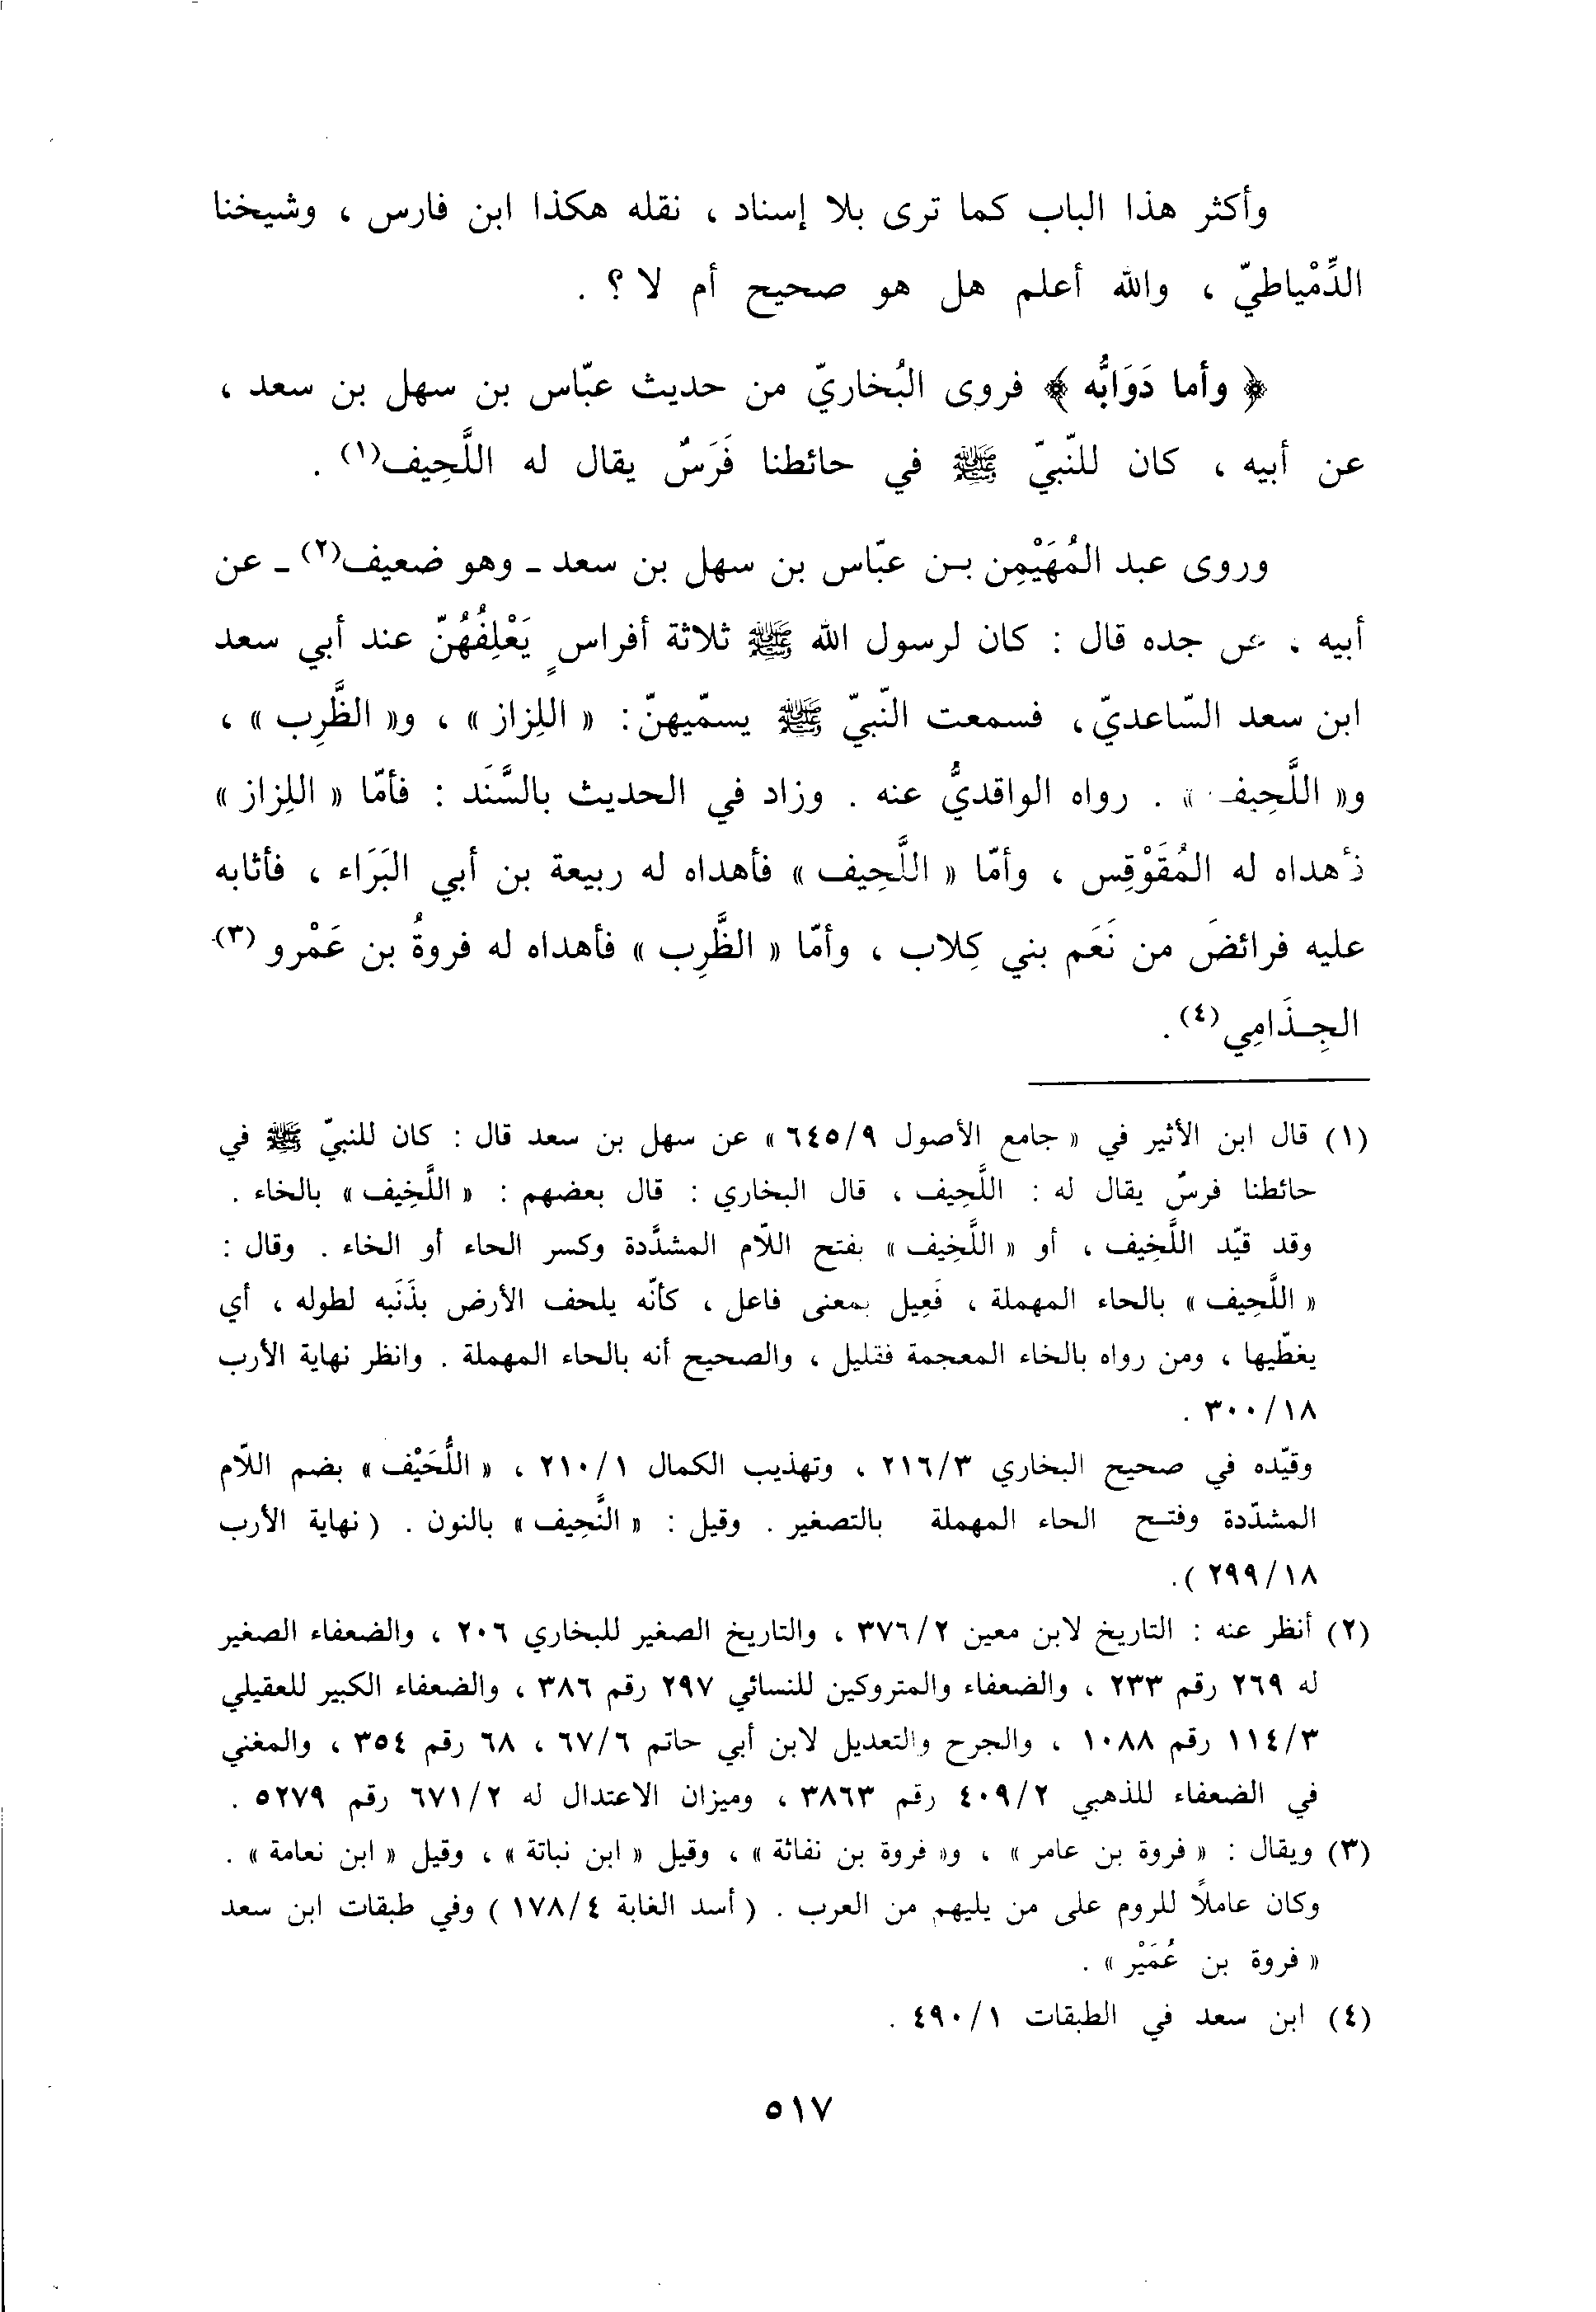 وأكثر هذا الباب كما ترى بلا إسناد ، نقله هكذا ابن فارس ، وشيخنا
الدِّمْياطيّ ، والله أعلم هل هو صحيح أم لا ؟ .
﴿ وأما دَوَابُّه ﴾ فروى البُخاريّ من حديث عبّاس بن سهل بن سعد ،
عن أبيه ، كان للنّبيّ ﷺ في حائطنا فَرَسٌ يقال له اللَّحِيف(١) .
وروى عبد المُهَيْمِن بن عبّاس بن سهل بن سعد ـ وهو ضعيف(٢) ـ عن
أبيه ، عن جده قال : كان لرسول الله ﷺ ثلاثة أفراسٍ يَعْلِفُهُنّ عند أبي سعد
ابن سعد السّاعديّ، فسمعت النّبيّ ﷺ يسمّيهنّ: « اللِزاز » ، و« الظَّرِب » ،
و« اللَّحِيف » . رواه الواقديُّ عنه . وزاد في الحديث بالسَّنَد : فأمّا « اللِزاز »
فأهداه له المُقَوْقِس ، وأمّا « اللَّحِيف » فأهداه له ربيعة بن أبي البَرَاء ، فأثابه
عليه فرائضَ من نَعَم بني كِلاب ، وأمّا « الظَّرِب » فأهداه له فروةُ بن عَمْرو (٣)
الجِـذَامِي(٤) .
(١) قال ابن الأثير في « جامع الأصول ٦٤٥/٩ » عن سهل بن سعد قال : كان للنبيّ ﷺ في
حائطنا فرسٌ يقال له : اللَّحِيف ، قال البخاري : قال بعضهم : « اللَّخِيف » بالخاء .
وقد قيّد اللَّخِيف ، أو « اللَّخِيف » بفتح اللّام المشدَّدة وكسر الحاء أو الخاء . وقال :
« اللَّحِيف » بالحاء المهملة ، فَعِيل بمعنى فاعل ، كأنّه يلحف الأرض بذَنَبه لطوله ، أي
يغطّيها ، ومن رواه بالخاء المعجمة فقليل ، والصحيح أنه بالحاء المهملة . وانظر نهاية الأرب
٣٠٠/١٨ .
وقيّده في صحيح البخاري ٢١٦/٣ ، وتهذيب الكمال ٢١٠/١ ، « اللُّحَيْف » بضم اللّام
المشدّدة وفتـح الحاء المهملة بالتصغير . وقيل : « النَّحِيف » بالنون . ( نهاية الأرب
٢٩٩/١٨ ).
(٢) أنظر عنه : التاريخ لابن معين ٣٧٦/٢ ، والتاريخ الصغير للبخاري ٢٠٦ ، والضعفاء الصغير
له ٢٦٩ رقم ٢٣٣ ، والضعفاء والمتروكين للنسائي ٢٩٧ رقم ٣٨٦ ، والضعفاء الكبير للعقيلي
١١٤/٣ رقم ١٠٨٨ ، والجرح والتعديل لابن أبي حاتم ٦٧/٦ ، ٦٨ رقم ٣٥٤ ، والمغني
في الضعفاء للذهبي ٤٠٩/٢ رقم ٣٨٦٣ ، وميزان الاعتدال له ٦٧١/٢ رقم ٥٢٧٩ .
(٣) ويقال : « فروة بن عامر » ، و« فروة بن نفاثة » ، وقيل « ابن نباتة » ، وقيل « ابن نعامة » .
وكان عاملًا للروم على من يليهم من العرب . ( أسد الغابة ١٧٨/٤ ) وفي طبقات ابن سعد
« فروة بن عُمَيْر » .
(٤) ابن سعد في الطبقات ٤٩٠/١ .
٥١٧